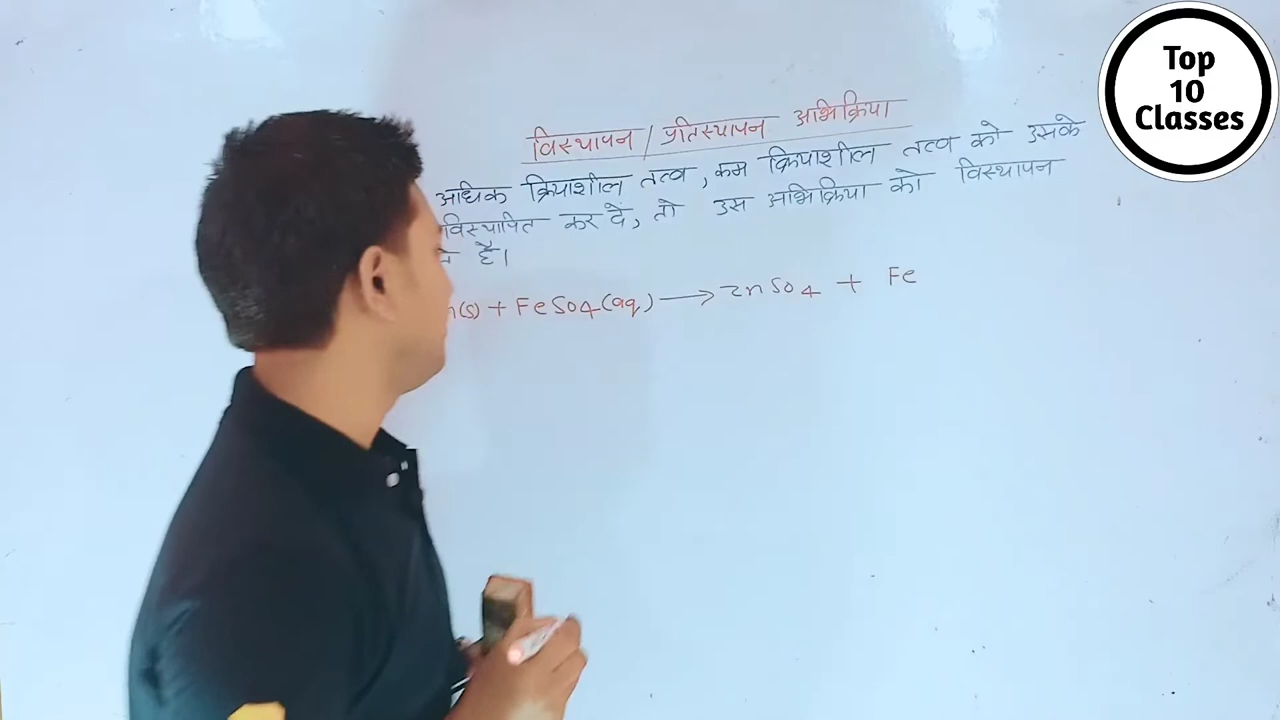 Top
10
Classes
विस्थापन / प्रतिस्थापन अभिक्रिया
अधिक क्रियाशील तत्व, कम क्रियाशील तत्व को उसके
विस्थापित कर दें, तो उस अभिक्रिया को विस्थापन
है।
(s) + FeSO4(aq) → ZnSO4 + Fe